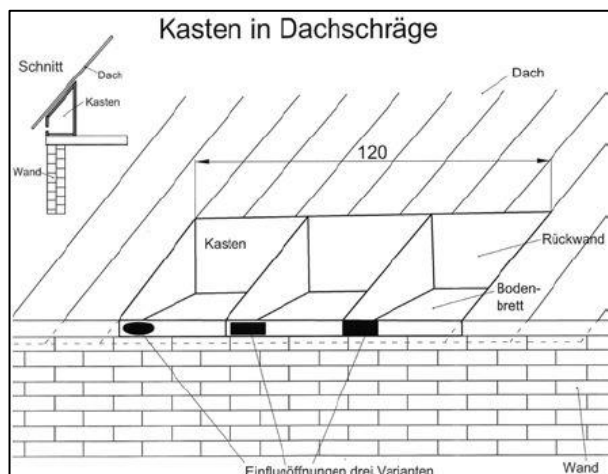 Kasten in Dachschräge
Schnitt
Dach
Kasten
Wand
Dach
120
Kasten
Rückwand
Boden-
brett
Einflugöffnungen drei Varianten
Wand